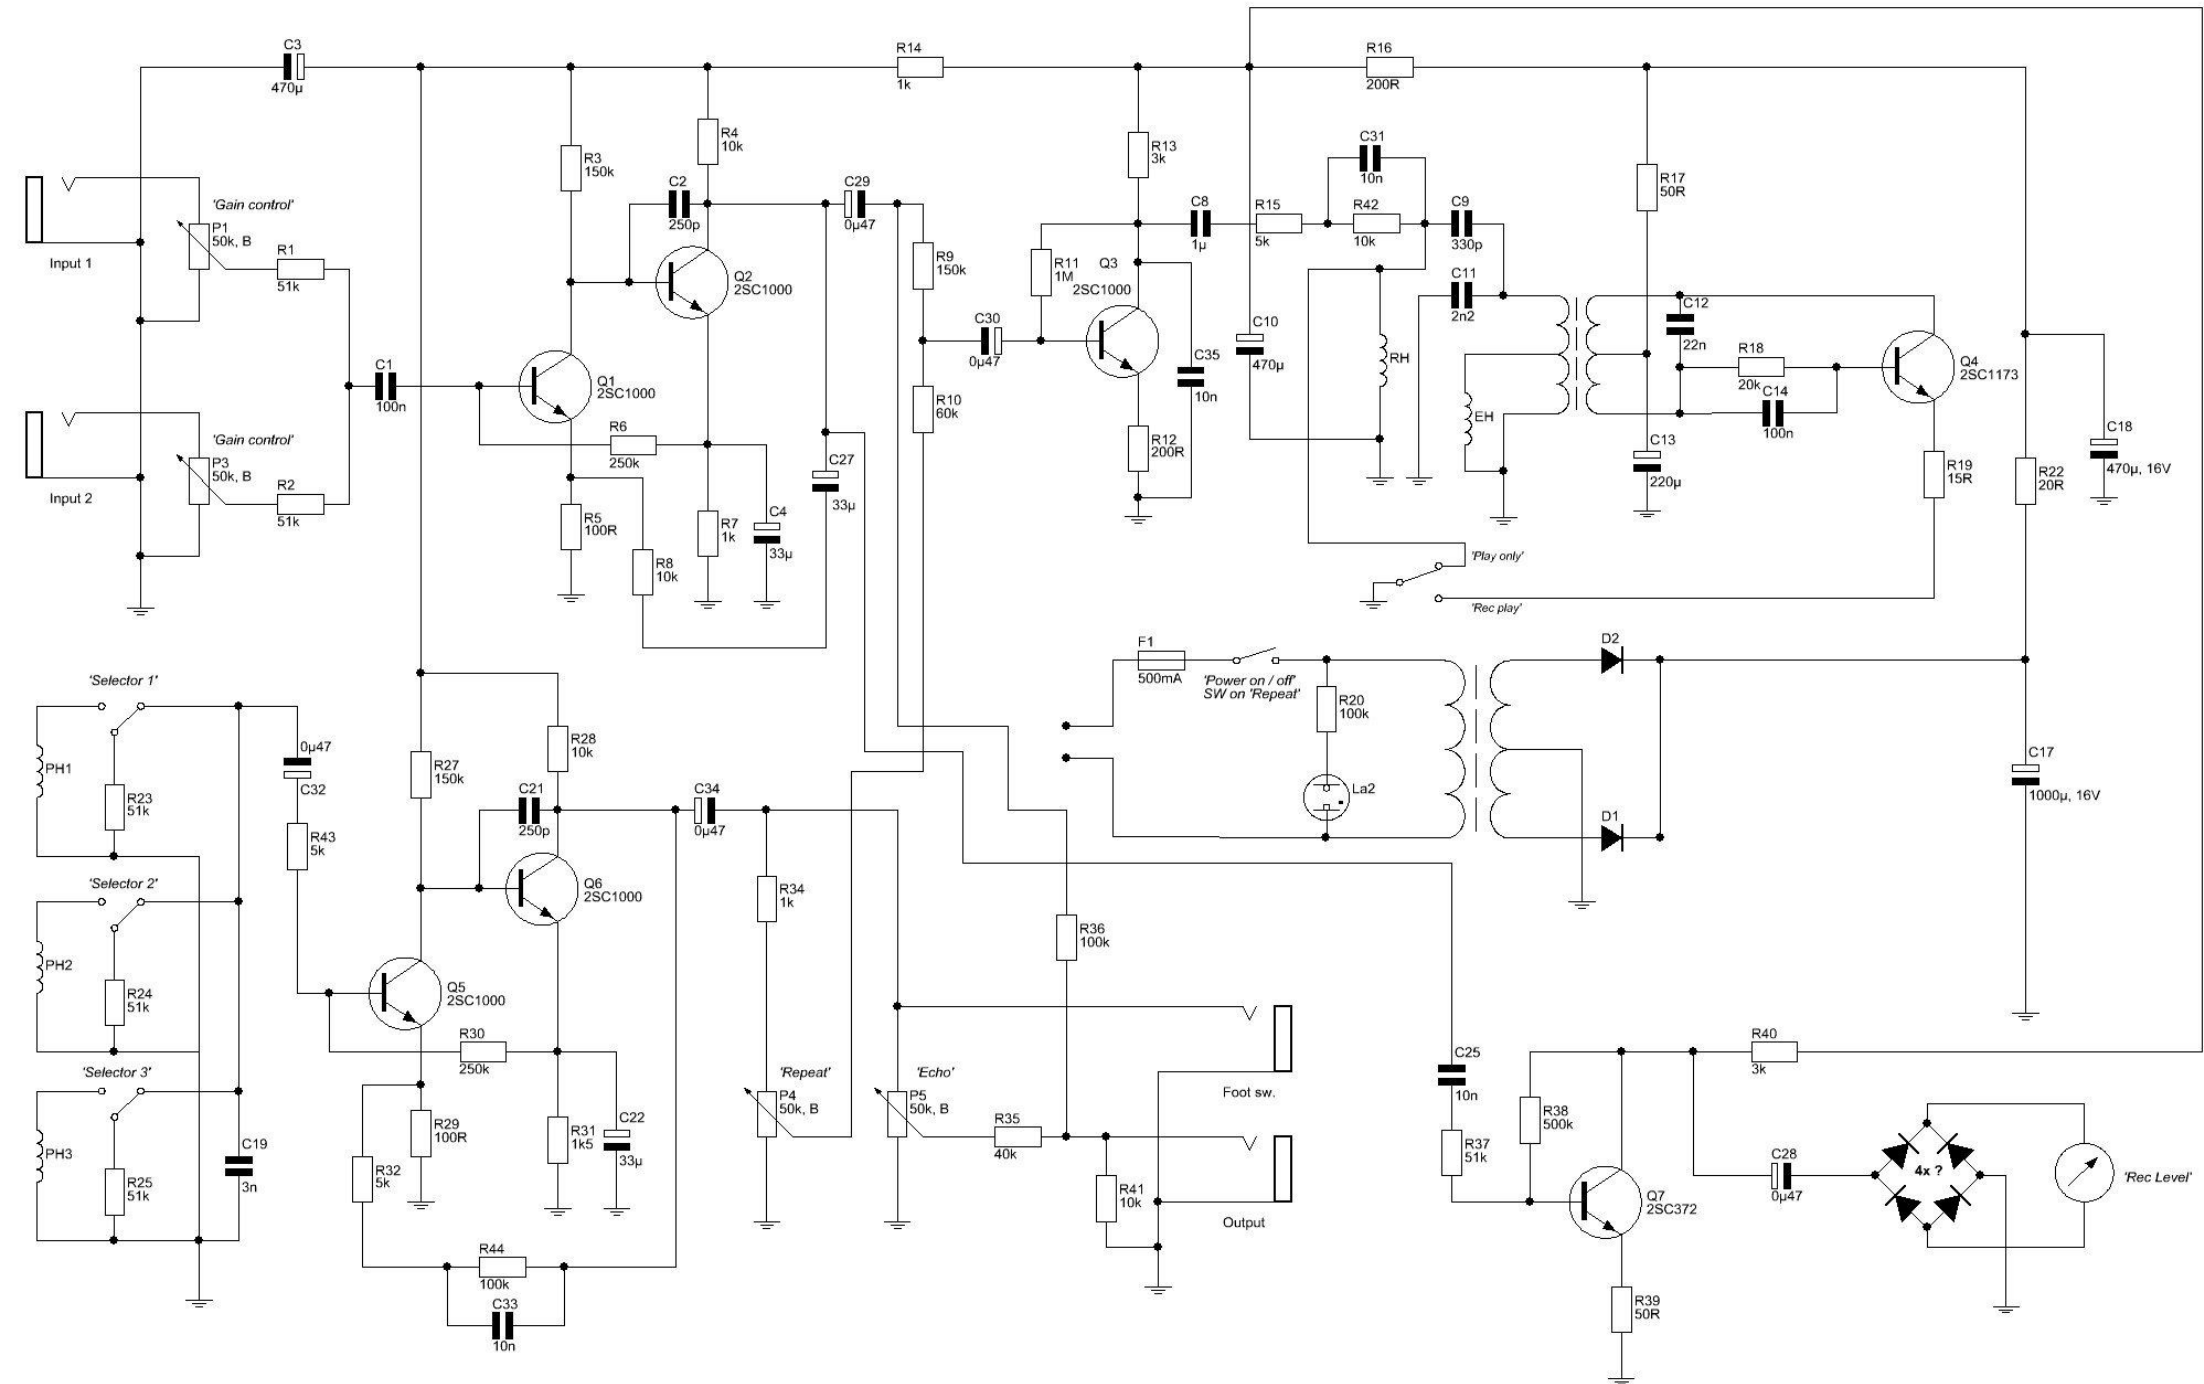 C3
470µ
R14
1k
R16
200R
R3
150k
R4
10k
C2
250p
Q2
2SC1000
C29
0µ47
R13
3k
C8
1µ
R15
5k
C31
10n
R42
10k
C9
330p
C11
2n2
R17
50R
'Gain control'
P1
50k, B
R1
51k
Input 1
R9
150k
R11
1M
Q3
2SC1000
C30
0µ47
R10
60k
C10
470µ
RH
C35
10n
EH
C12
22n
R18
20k
C14
100n
Q4
2SC1173
C1
100n
Q1
2SC1000
R6
250k
'Gain control'
P3
50k, B
R2
51k
Input 2
R5
100R
R8
10k
R7
1k
C4
33µ
C27
33µ
R12
200R
C13
220µ
R19
15R
R22
20R
C18
470µ, 16V
'Play only'
'Rec play'
F1
500mA
'Power on / off'
SW on 'Repeat'
R20
100k
La2
D2
D1
C17
1000µ, 16V
'Selector 1'
PH1
R23
51k
0µ47
C32
R43
5k
R27
150k
R28
10k
C21
250p
Q6
2SC1000
C34
0µ47
'Selector 2'
PH2
R24
51k
Q5
2SC1000
R30
250k
R34
1k
R36
100k
'Selector 3'
PH3
R25
51k
C19
3n
R32
5k
R29
100R
R31
1k5
C22
33µ
'Repeat'
P4
50k, B
'Echo'
P5
50k, B
R35
40k
R41
10k
Foot sw.
Output
R44
100k
C33
10n
C25
10n
R37
51k
R38
500k
Q7
2SC372
R39
50R
R40
3k
C28
0µ47
4x ?
'Rec Level'